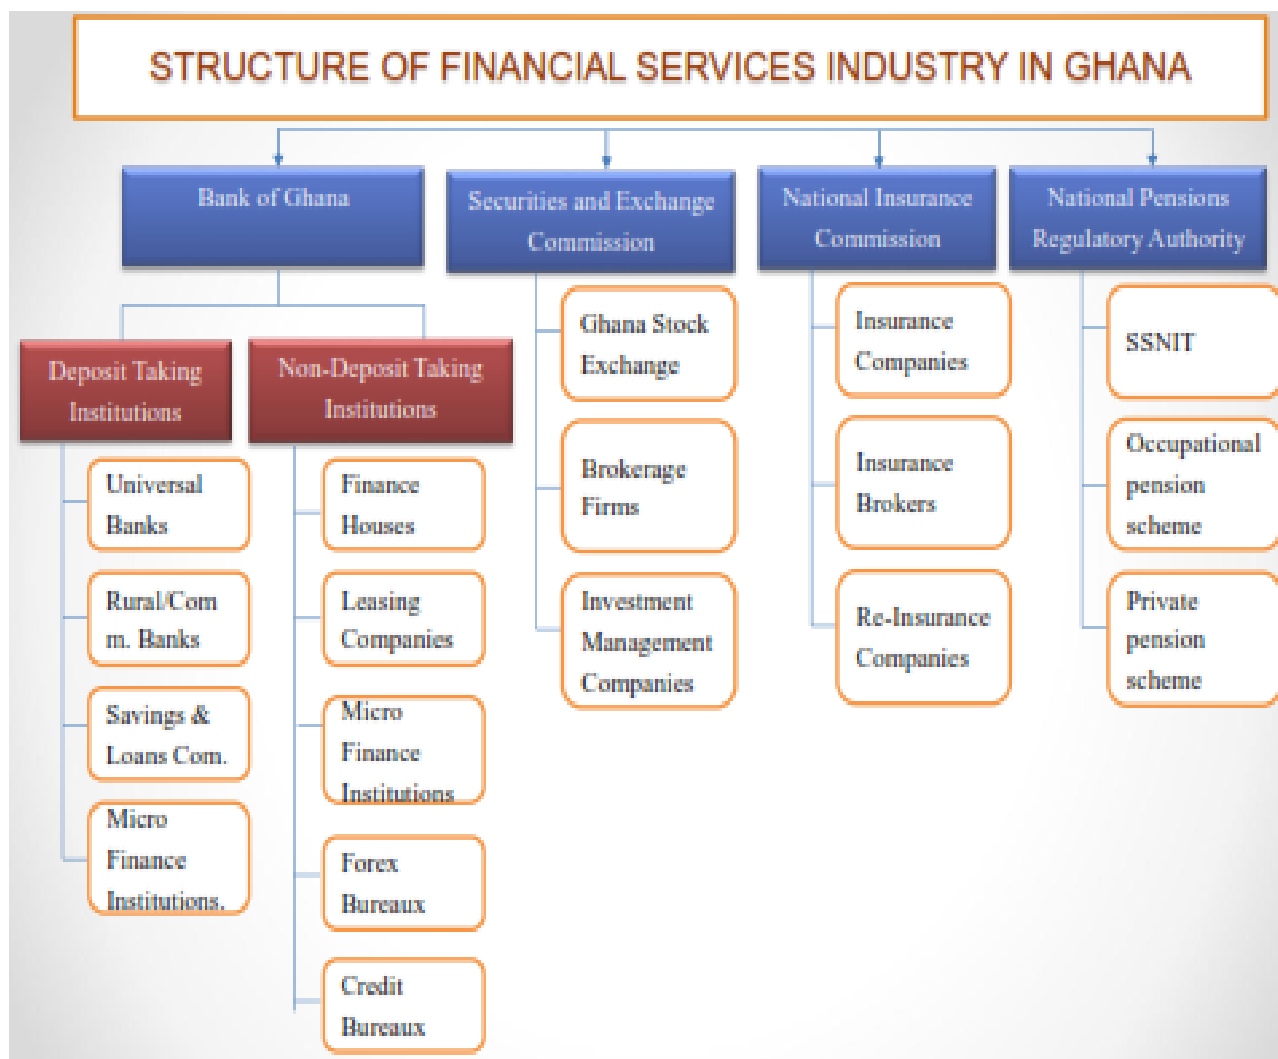 STRUCTURE OF FINANCIAL SERVICES INDUSTRY IN GHANA
Bank of Ghana
Securities and Exchange
Commission
National Insurance
Commission
National Pensions
Regulatory Authority
Deposit Taking
Institutions
Non-Deposit Taking
Institutions
Universal
Banks
Rural/Com
m. Banks
Savings &
Loans Com.
Micro
Finance
Institutions.
Finance
Houses
Leasing
Companies
Micro
Finance
Institutions
Forex
Bureaux
Credit
Bureaux
Ghana Stock
Exchange
Brokerage
Firms
Investment
Management
Companies
Insurance
Companies
Insurance
Brokers
Re-Insurance
Companies
SSNIT
Occupational
pension
scheme
Private
pension
scheme